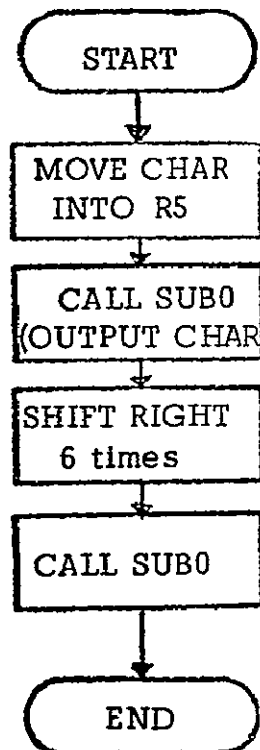 START
MOVE CHAR
INTO R5
CALL SUB0
(OUTPUT CHAR
SHIFT RIGHT
6 times
CALL SUB0
END